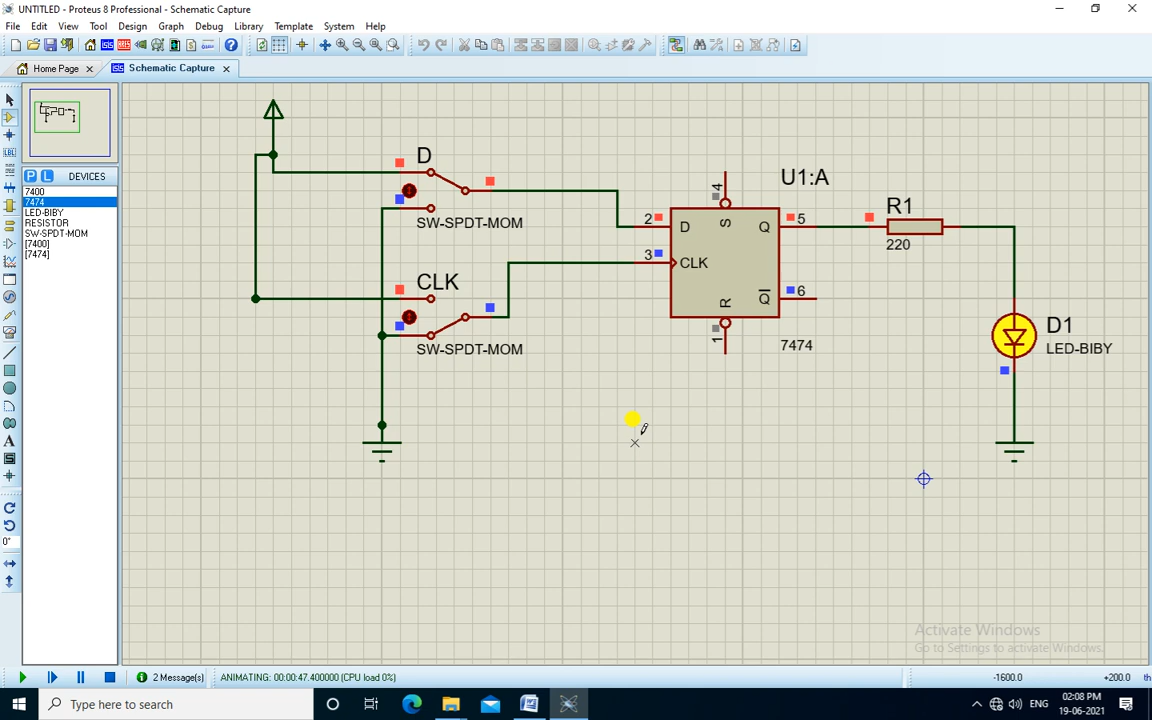 UNTITLED - Proteus 8 Professional - Schematic Capture
File Edit View Tool Design Graph Debug Library Template System Help
Home Page
Schematic Capture
P L DEVICES
7400
7474
LED-BIBY
RESISTOR
SW-SPDT-MOM
[7400]
[7474]
LBL
A
0°
D
SW-SPDT-MOM
CLK
SW-SPDT-MOM
U1:A
4
S
2 D Q 5
3 CLK
R Q 6
1
7474
R1
220
D1
LED-BIBY
Activate Windows
Go to Settings to activate Windows.
2 Message(s) ANIMATING: 00:00:47.400000 (CPU load 0%) -1600.0 +200.0 th
Type here to search
ENG
02:08 PM
19-06-2021